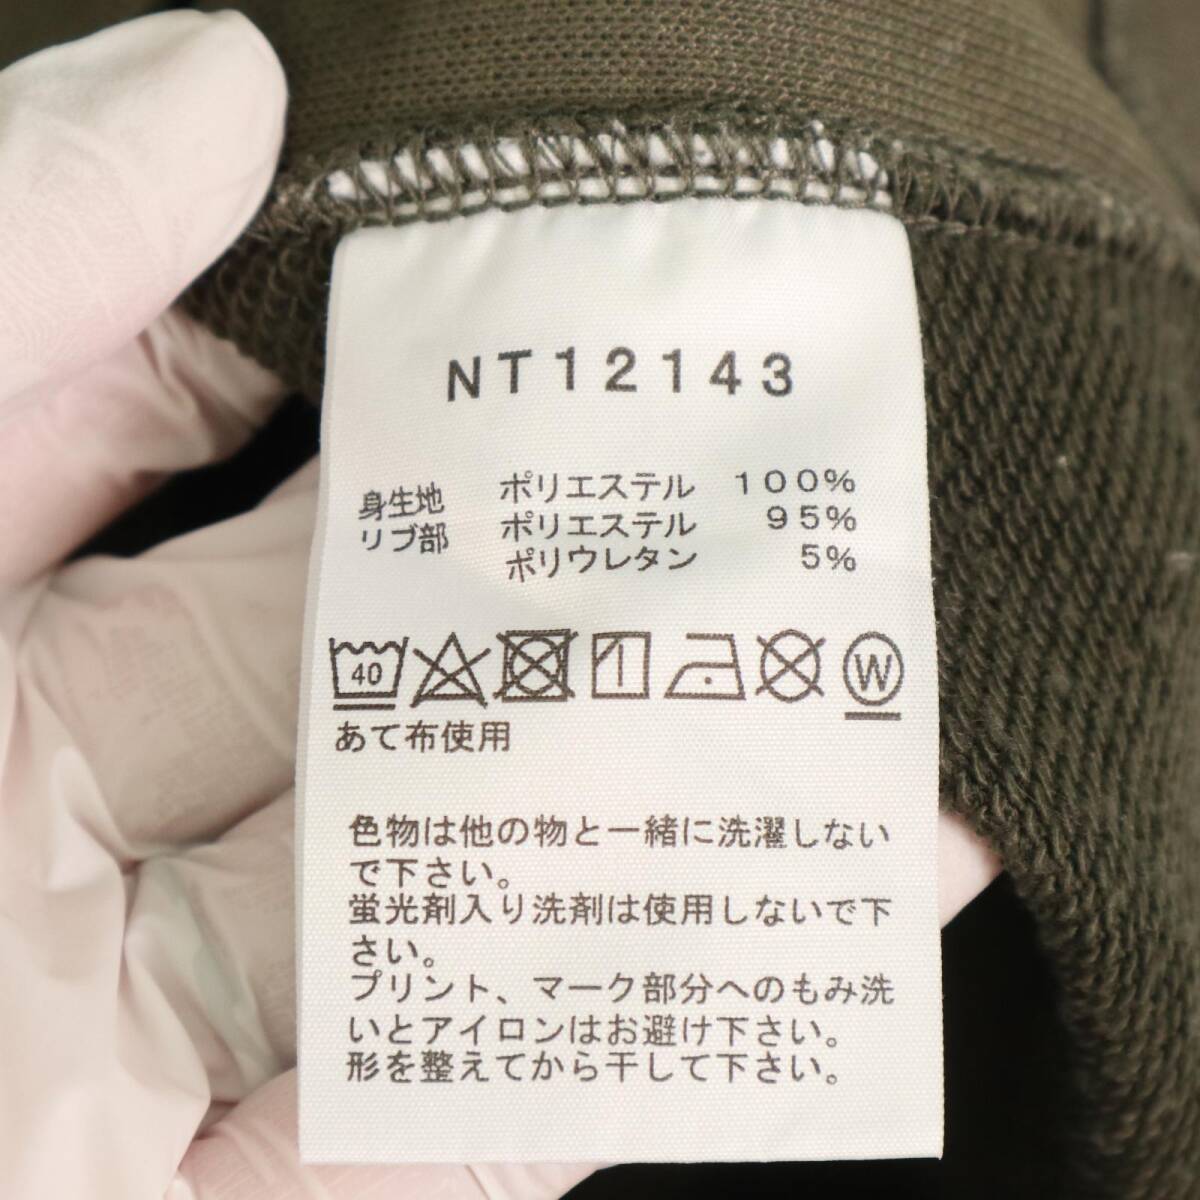 NT12143
身生地 ポリエステル 100%
リブ部 ポリエステル 95%
ポリウレタン 5%
40 W
あて布使用
色物は他の物と一緒に洗濯しない
で下さい。
蛍光剤入り洗剤は使用しないで下
さい。
プリント、マーク部分へのもみ洗
いとアイロンはお避け下さい。
形を整えてから干して下さい。